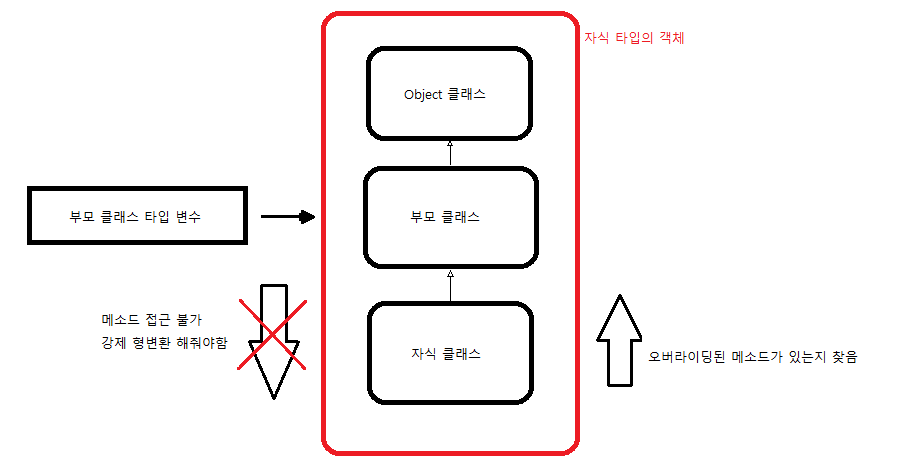 자식 타입의 객체
Object 클래스
부모 클래스 타입 변수
부모 클래스
메소드 접근 불가
강제 형변환 해줘야함
자식 클래스
오버라이딩된 메소드가 있는지 찾음